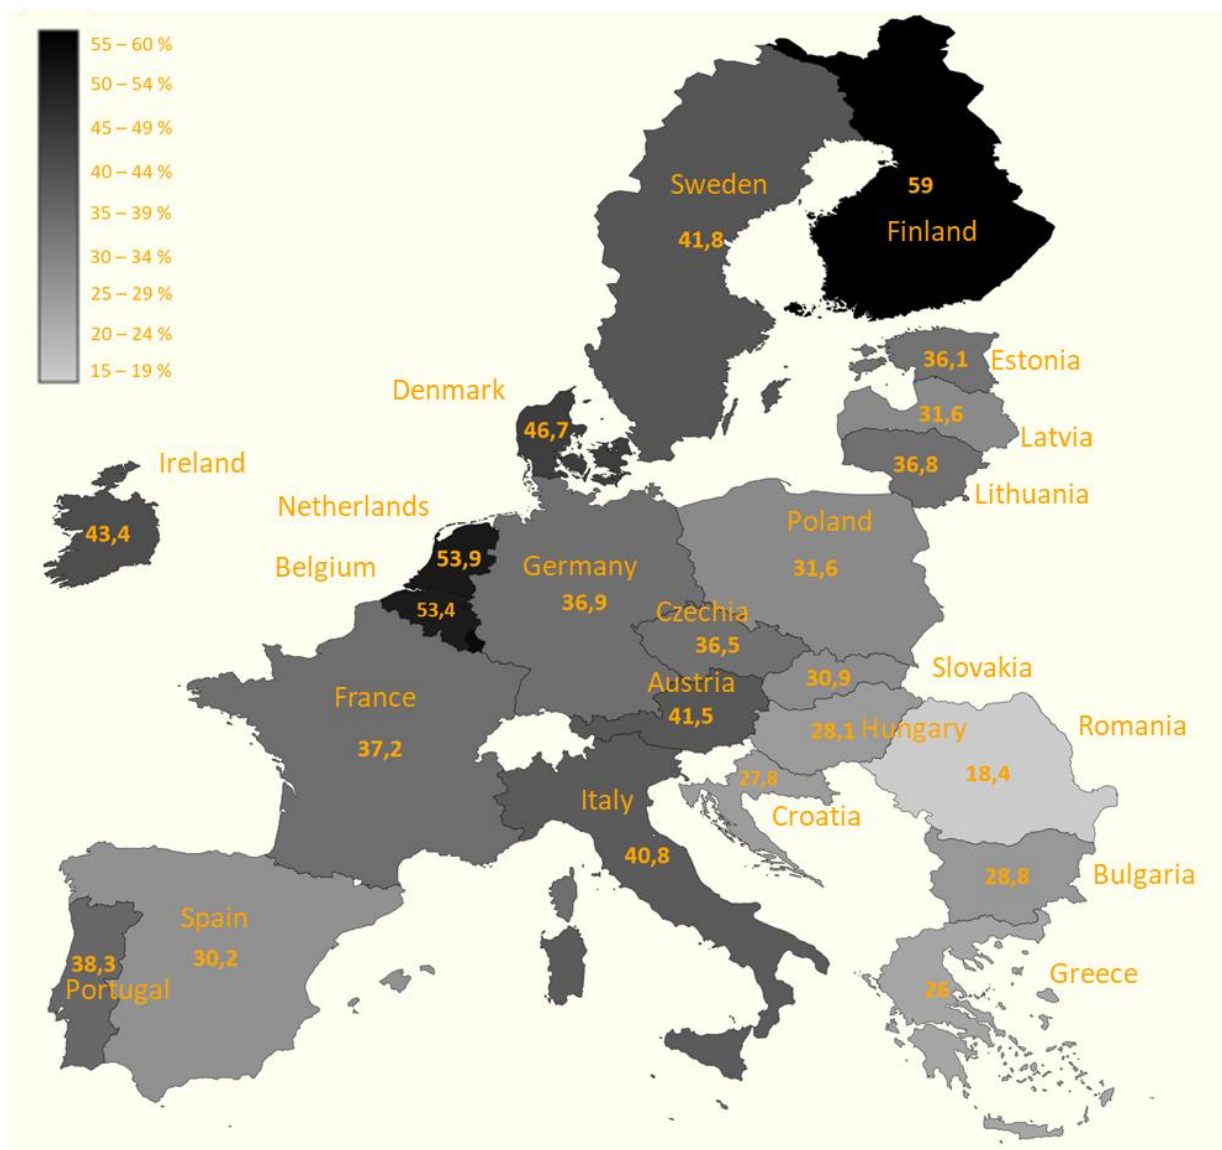 55 – 60 %
50 – 54 %
45 – 49 %
40 – 44 %
35 – 39 %
30 – 34 %
25 – 29 %
20 – 24 %
15 – 19 %
Sweden
41,8
59
Finland
36,1 Estonia
Denmark
46,7
31,6
Latvia
Ireland
36,8
Lithuania
43,4
Netherlands
53,9
Poland
31,6
Belgium
53,4
Germany
36,9
Czechia
36,5
Slovakia
30,9
Austria
41,5
France
37,2
28,1 Hungary
Romania
18,4
27,8
Croatia
Italy
40,8
28,8
Bulgaria
Spain
30,2
38,3
Portugal
26
Greece